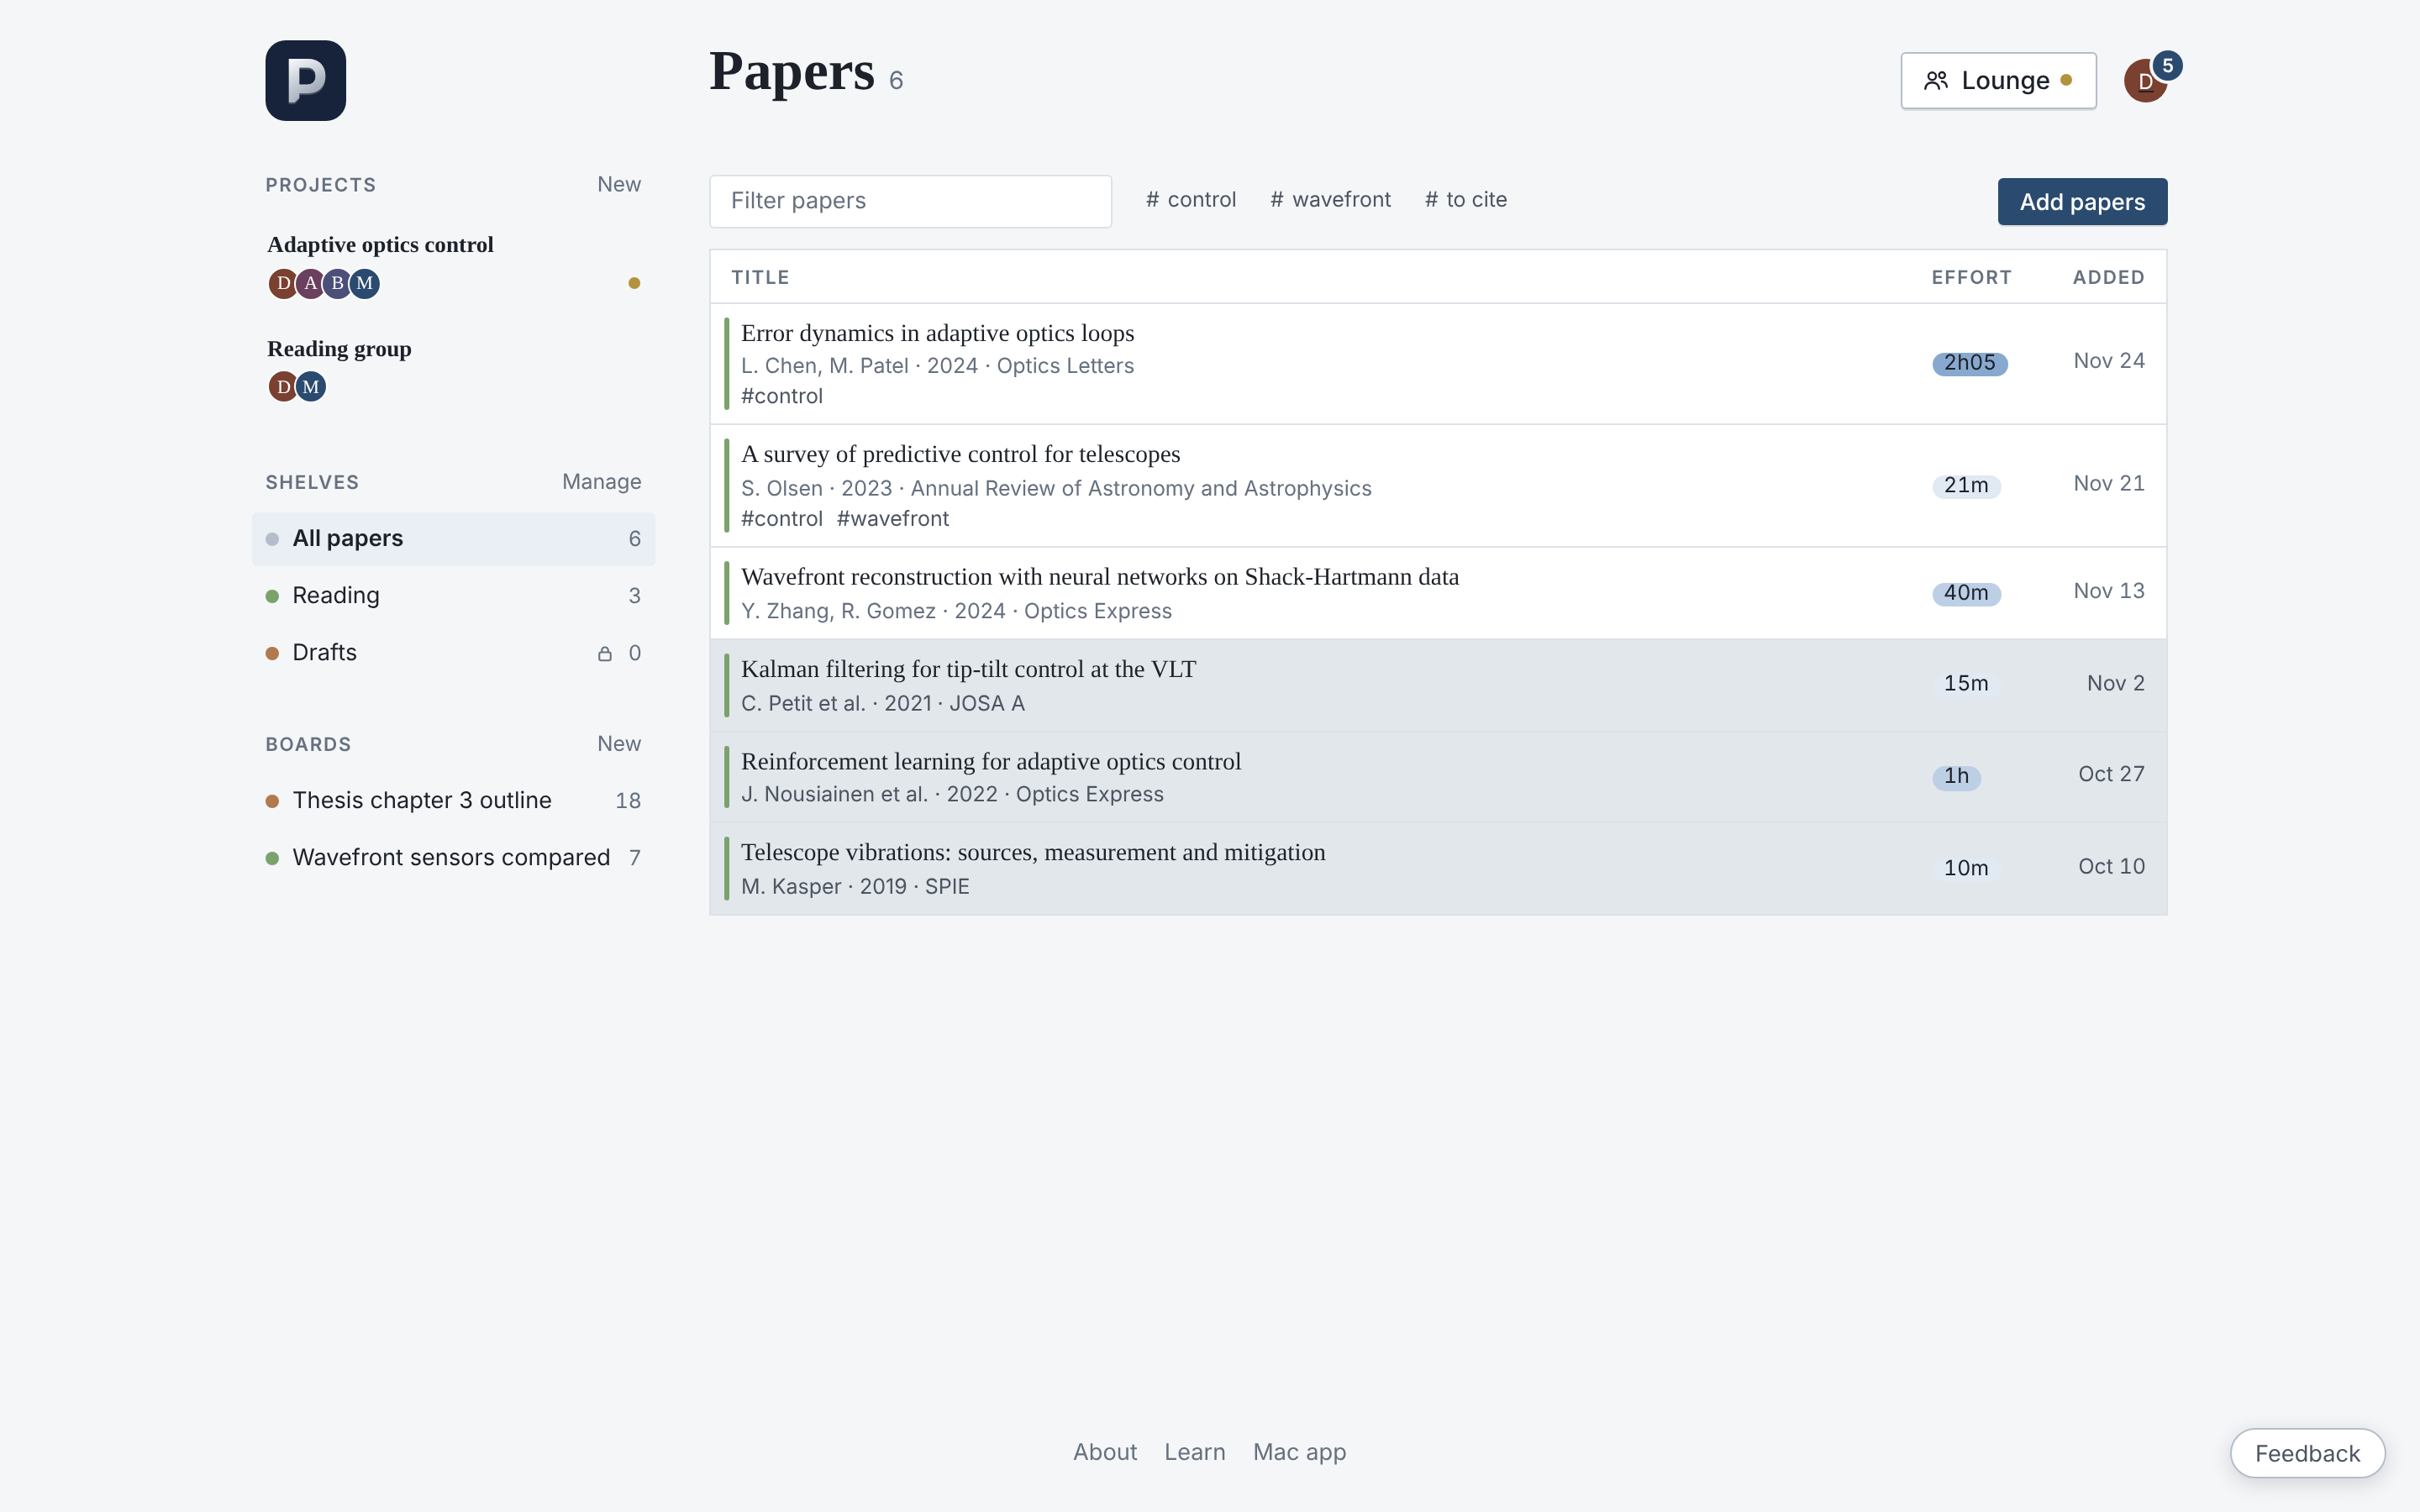 P
Papers 6
Lounge
D 5
PROJECTS New
Adaptive optics control
D A B M
Reading group
D M
SHELVES Manage
All papers 6
Reading 3
Drafts 0
BOARDS New
Thesis chapter 3 outline 18
Wavefront sensors compared 7
Filter papers # control # wavefront # to cite Add papers
TITLE EFFORT ADDED
Error dynamics in adaptive optics loops
L. Chen, M. Patel · 2024 · Optics Letters
#control
2h05 Nov 24
A survey of predictive control for telescopes
S. Olsen · 2023 · Annual Review of Astronomy and Astrophysics
#control #wavefront
21m Nov 21
Wavefront reconstruction with neural networks on Shack-Hartmann data
Y. Zhang, R. Gomez · 2024 · Optics Express
40m Nov 13
Kalman filtering for tip-tilt control at the VLT
C. Petit et al. · 2021 · JOSA A
15m Nov 2
Reinforcement learning for adaptive optics control
J. Nousiainen et al. · 2022 · Optics Express
1h Oct 27
Telescope vibrations: sources, measurement and mitigation
M. Kasper · 2019 · SPIE
10m Oct 10
About Learn Mac app
Feedback